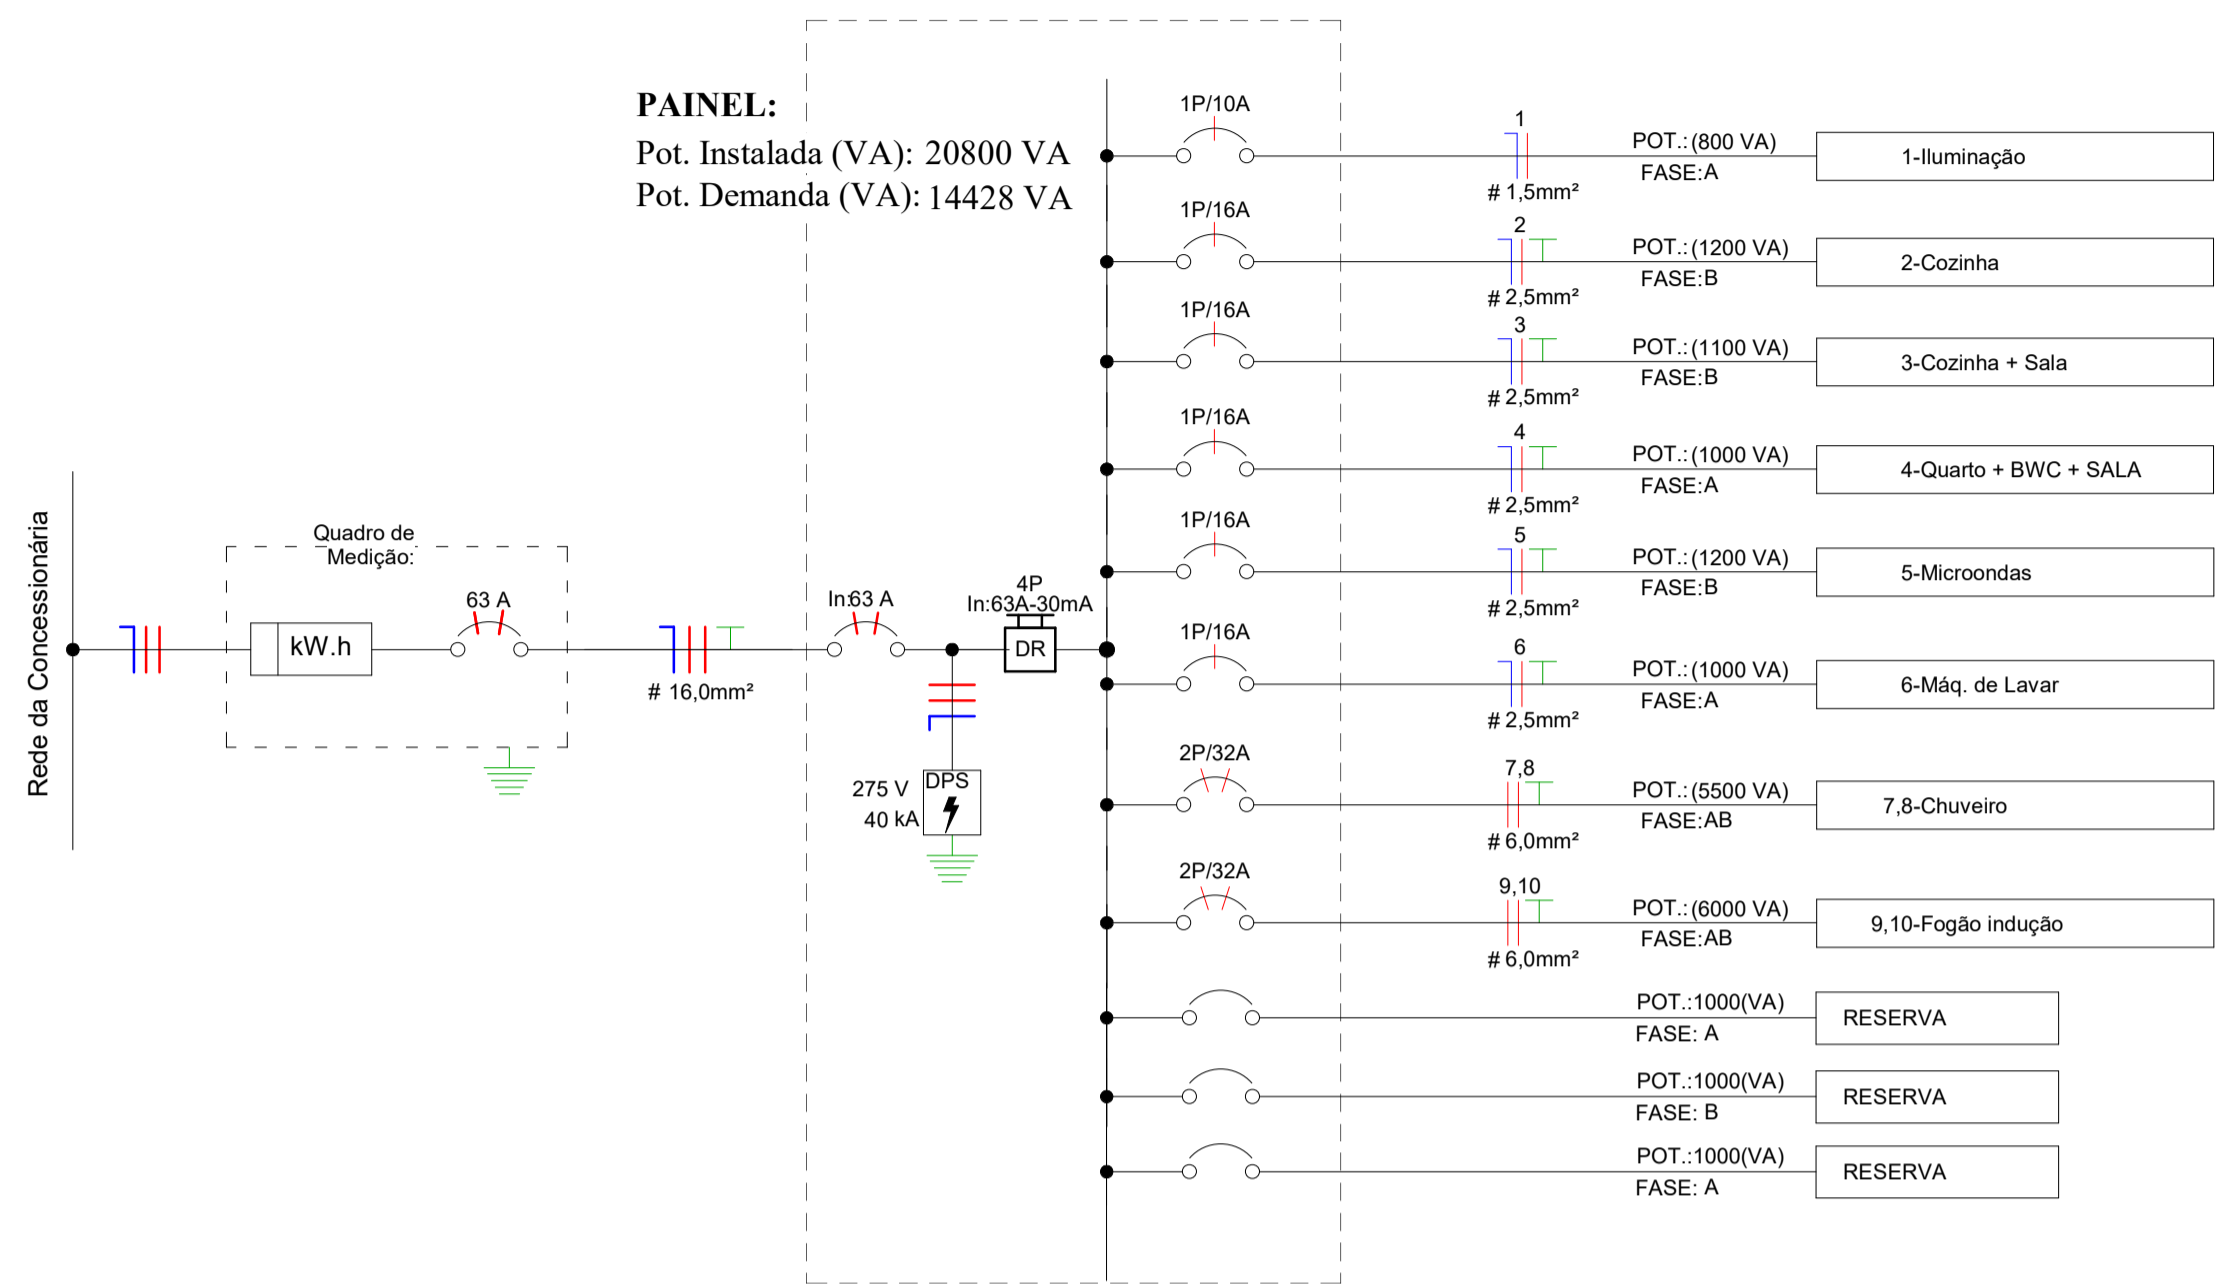 PAINEL:
Pot. Instalada (VA): 20800 VA
Pot. Demanda (VA): 14428 VA
Rede da Concessionária
Quadro de
Medição:
kW.h
63 A
# 16,0mm²
In:63 A
4P
In:63A-30mA
DR
275 V
40 kA
DPS
1P/10A
1
# 1,5mm²
POT.: (800 VA)
FASE: A
1-Iluminação
1P/16A
2
# 2,5mm²
POT.: (1200 VA)
FASE: B
2-Cozinha
1P/16A
3
# 2,5mm²
POT.: (1100 VA)
FASE: B
3-Cozinha + Sala
1P/16A
4
# 2,5mm²
POT.: (1000 VA)
FASE: A
4-Quarto + BWC + SALA
1P/16A
5
# 2,5mm²
POT.: (1200 VA)
FASE: B
5-Microondas
1P/16A
6
# 2,5mm²
POT.: (1000 VA)
FASE: A
6-Máq. de Lavar
2P/32A
7,8
# 6,0mm²
POT.: (5500 VA)
FASE: AB
7,8-Chuveiro
2P/32A
9,10
# 6,0mm²
POT.: (6000 VA)
FASE: AB
9,10-Fogão indução
POT.:1000(VA)
FASE: A
RESERVA
POT.:1000(VA)
FASE: B
RESERVA
POT.:1000(VA)
FASE: A
RESERVA